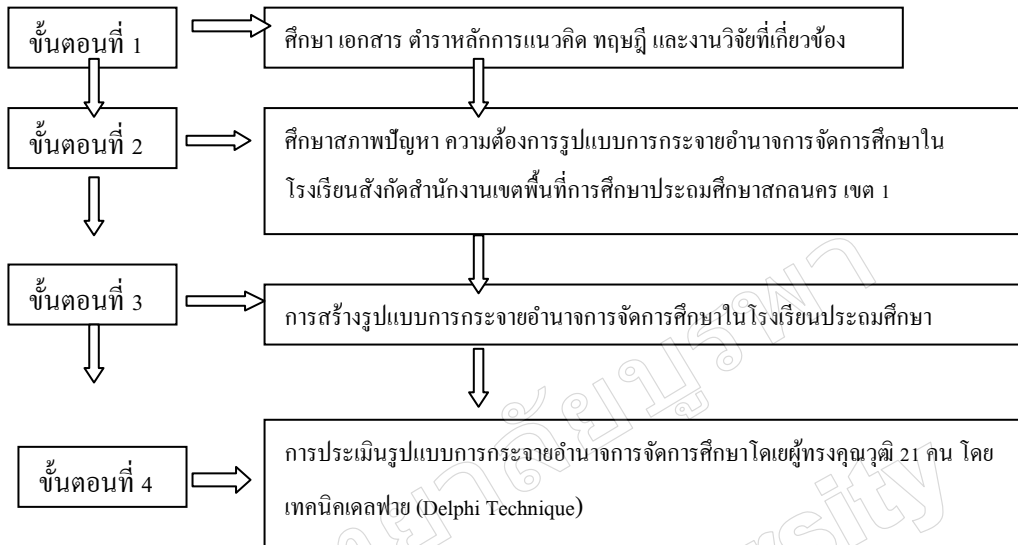 ขั้นตอนที่ 1
ศึกษา เอกสาร ตำราหลักการแนวคิด ทฤษฎี และงานวิจัยที่เกี่ยวข้อง
ขั้นตอนที่ 2
ศึกษาสภาพปัญหา ความต้องการรูปแบบการกระจายอำนาจการจัดการศึกษาใน
โรงเรียนสังกัดสำนักงานเขตพื้นที่การศึกษาประถมศึกษาสกลนคร เขต 1
ขั้นตอนที่ 3
การสร้างรูปแบบการกระจายอำนาจการจัดการศึกษาในโรงเรียนประถมศึกษา
ขั้นตอนที่ 4
การประเมินรูปแบบการกระจายอำนาจการจัดการศึกษาโดเยผู้ทรงคุณวุฒิ 21 คน โดย
เทคนิคเดลฟาย (Delphi Technique)
ยาลัยบูรพา
ersity